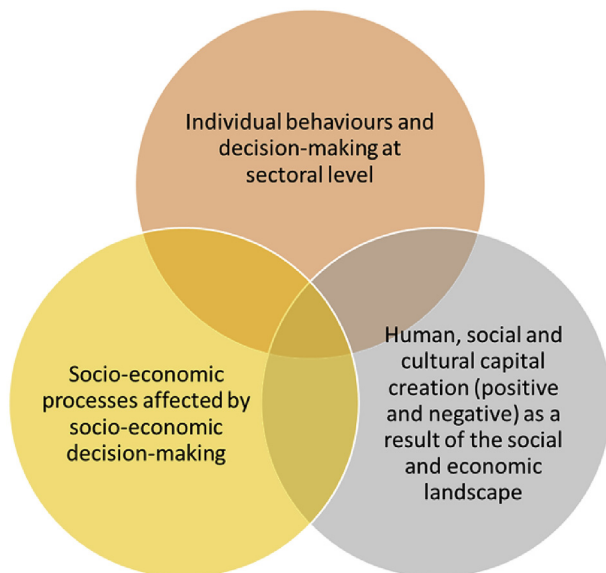 Individual behaviours and
decision-making at
sectoral level
Socio-economic
processes affected by
socio-economic
decision-making
Human, social and
cultural capital
creation (positive
and negative) as a
result of the social
and economic
landscape